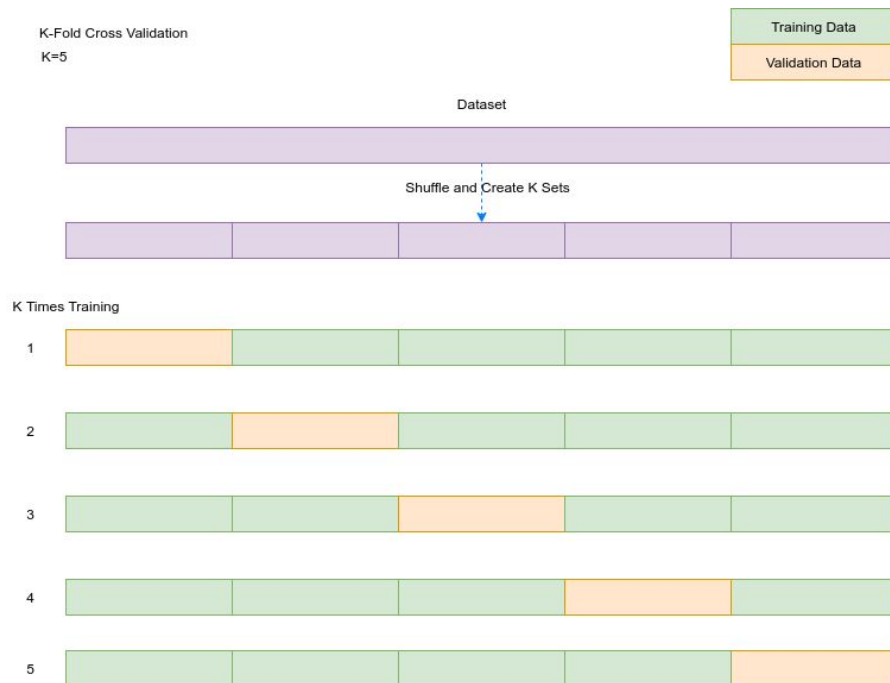 K-Fold Cross Validation
K=5
Training Data
Validation Data
Dataset
Shuffle and Create K Sets
K Times Training
1
2
3
4
5